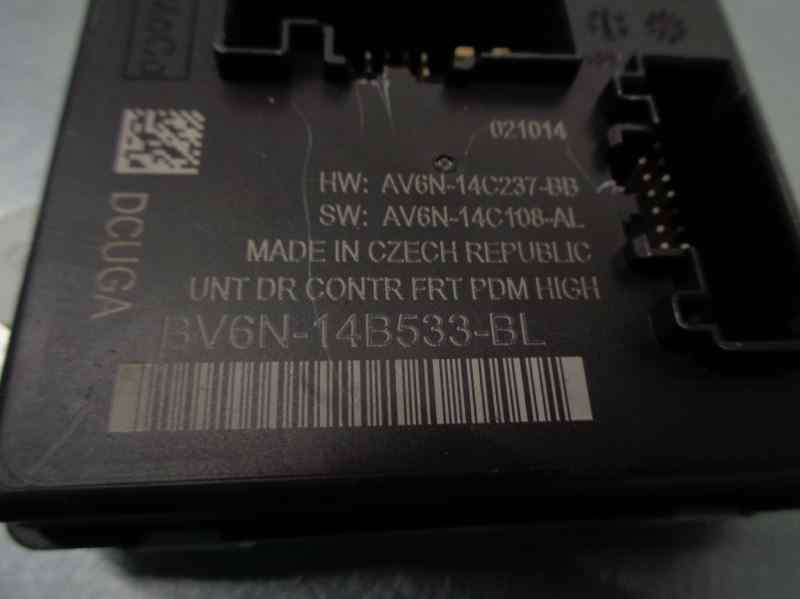 021014
HW: AV6N-14C237-BB
SW: AV6N-14C108-AL
MADE IN CZECH REPUBLIC
UNT DR CONTR FRT PDM HIGH
BV6N-14B533-BL
DCUGA